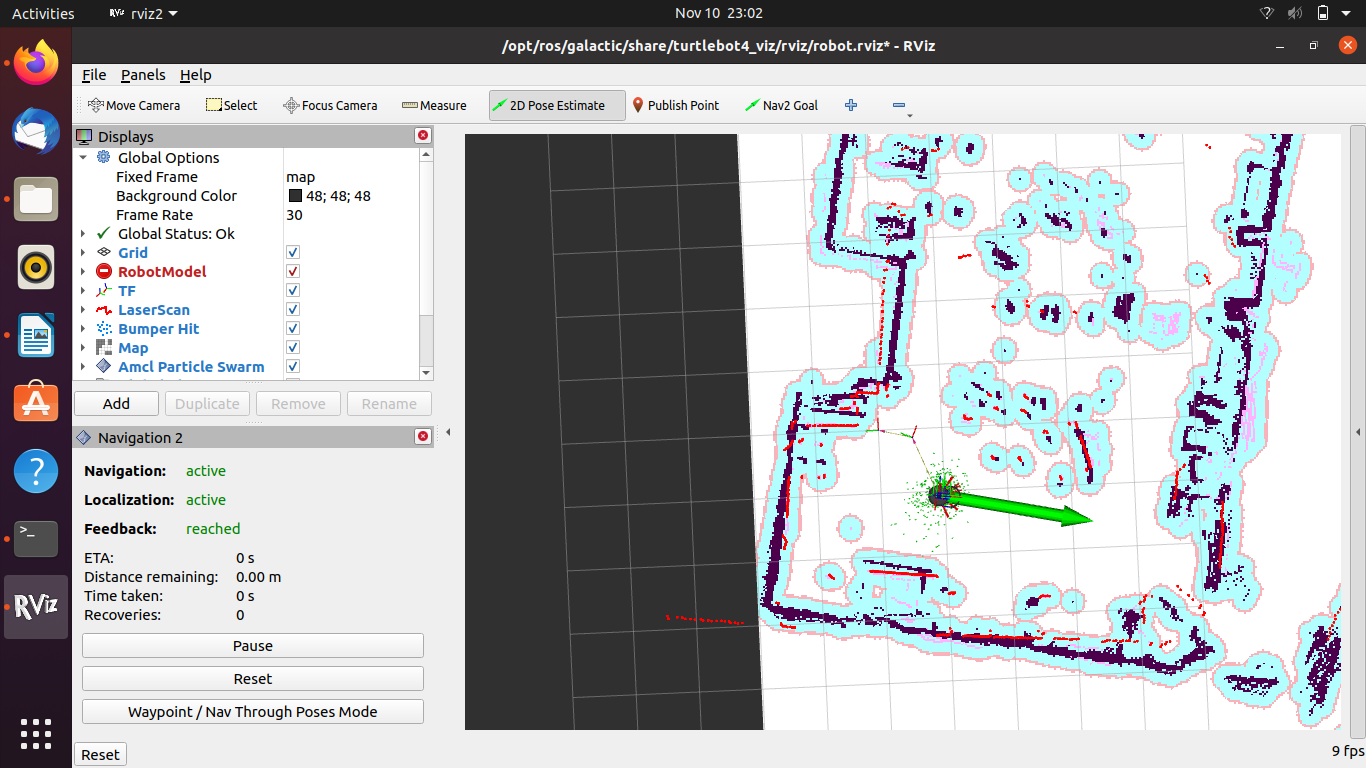 Activities
RViz rviz2
Nov 10 23:02
/opt/ros/galactic/share/turtlebot4_viz/rviz/robot.rviz* - RViz
File Panels Help
Move Camera Select Focus Camera Measure 2D Pose Estimate Publish Point Nav2 Goal
Displays
Global Options
Fixed Frame map
Background Color 48; 48; 48
Frame Rate 30
Global Status: Ok
Grid
RobotModel
TF
LaserScan
Bumper Hit
Map
Amcl Particle Swarm
Add Duplicate Remove Rename
Navigation 2
Navigation: active
Localization: active
Feedback: reached
ETA: 0 s
Distance remaining: 0.00 m
Time taken: 0 s
Recoveries: 0
Pause
Reset
RViz
Waypoint / Nav Through Poses Mode
Reset
9 fps